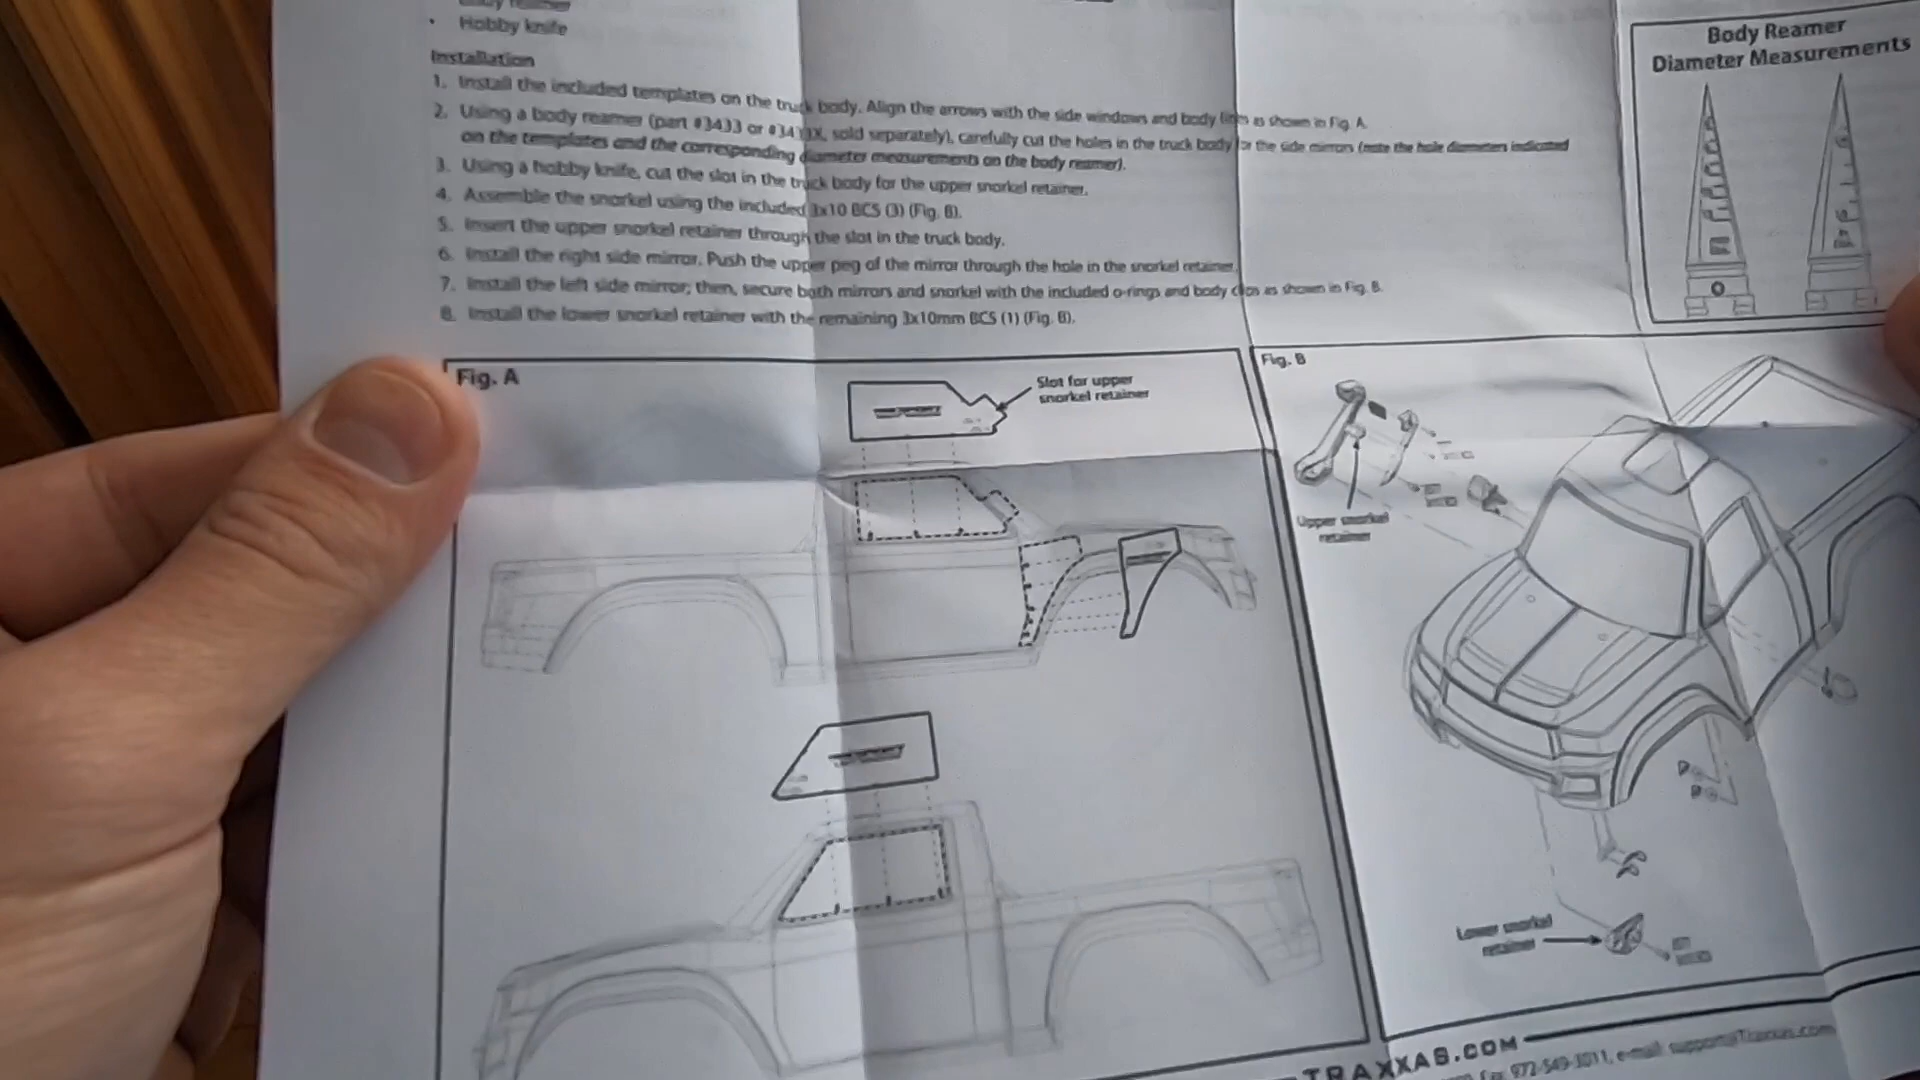 Hobby knife
Installation
1. Install the included templates on the truck body. Align the arrows with the side windows and body lines as shown in Fig. A.
2. Using a body reamer (part #3433 or #3433X, sold separately), carefully cut the holes in the truck body for the side mirrors (note the hole diameters indicated
on the templates and the corresponding diameter measurements on the body reamer).
3. Using a hobby knife, cut the slot in the truck body for the upper snorkel retainer.
4. Assemble the snorkel using the included 3x10 BCS (3) (Fig. B).
5. Insert the upper snorkel retainer through the slot in the truck body.
6. Install the right side mirror. Push the upper peg of the mirror through the hole in the snorkel retainer.
7. Install the left side mirror; then, secure both mirrors and snorkel with the included o-rings and body clips as shown in Fig. B.
8. Install the lower snorkel retainer with the remaining 3x10mm BCS (1) (Fig. B).
Body Reamer
Diameter Measurements
Fig. A
Slot for upper
snorkel retainer
Fig. B
Upper snorkel
retainer
Lower snorkel
retainer
TRAXXAS.COM
Fax 972-549-3011, e-mail: support@Traxxas.com